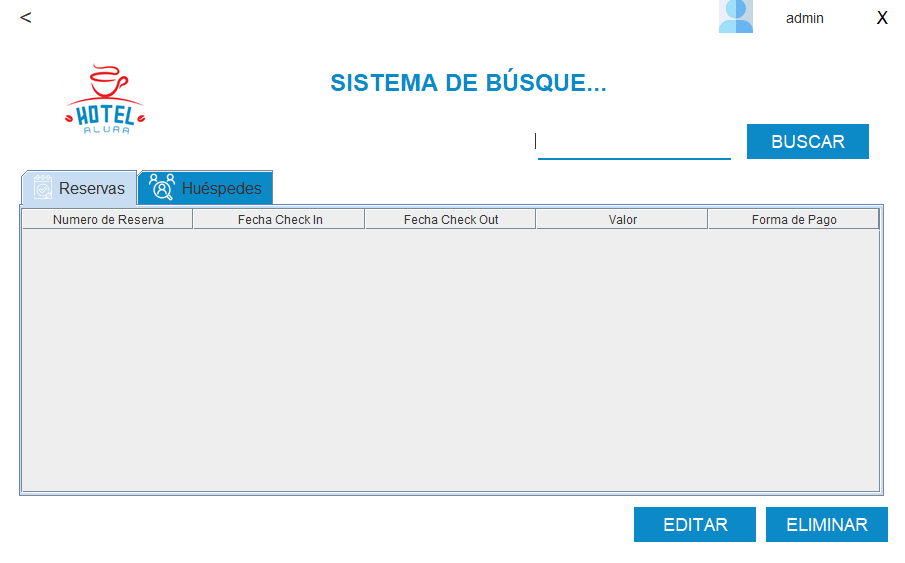 <
admin
X
HOTEL
ALURA
SISTEMA DE BÚSQUE...
BUSCAR
Reservas
Huéspedes
Numero de Reserva
Fecha Check In
Fecha Check Out
Valor
Forma de Pago
EDITAR
ELIMINAR